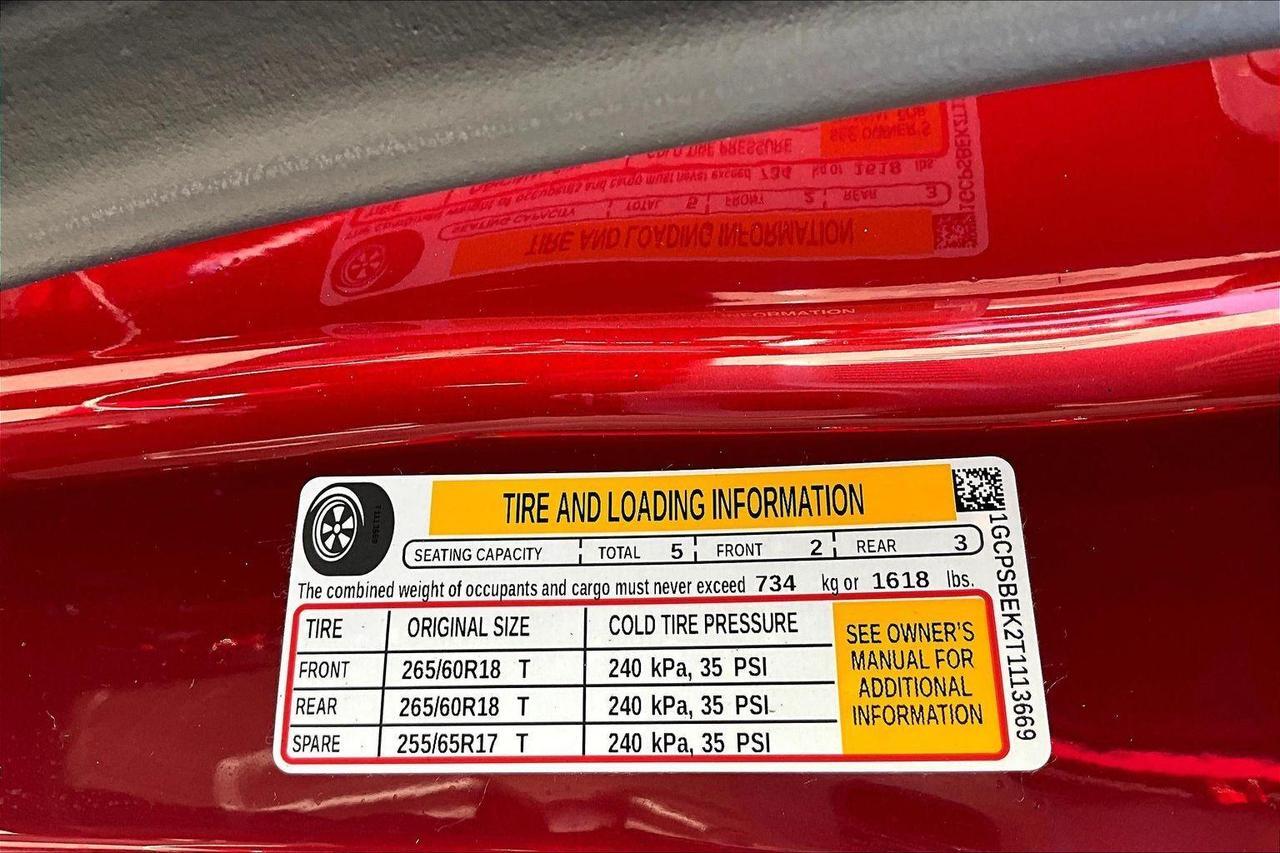 TIRE AND LOADING INFORMATION
SEATING CAPACITY TOTAL 5 FRONT 2 REAR 3
The combined weight of occupants and cargo must never exceed 734 kg or 1618 lbs.
TIRE ORIGINAL SIZE COLD TIRE PRESSURE
FRONT 265/60R18 T 240 kPa, 35 PSI
REAR 265/60R18 T 240 kPa, 35 PSI
SPARE 255/65R17 T 240 kPa, 35 PSI
SEE OWNER'S
MANUAL FOR
ADDITIONAL
INFORMATION
1GCPSBEK2T1113669
T1113669